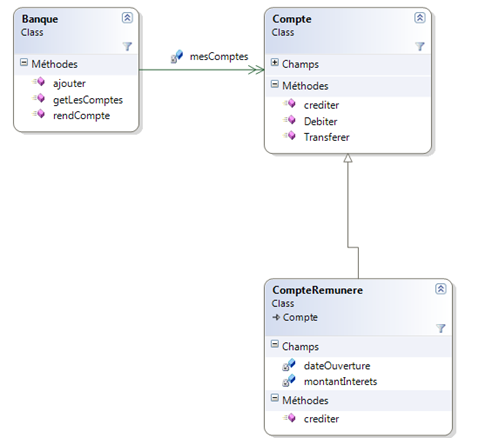 Banque
Class
Méthodes
ajouter
getLesComptes
rendCompte
mesComptes
Compte
Class
Champs
Méthodes
crediter
Debiter
Transferer
CompteRemunere
Class
Compte
Champs
dateOuverture
montantInterets
Méthodes
crediter